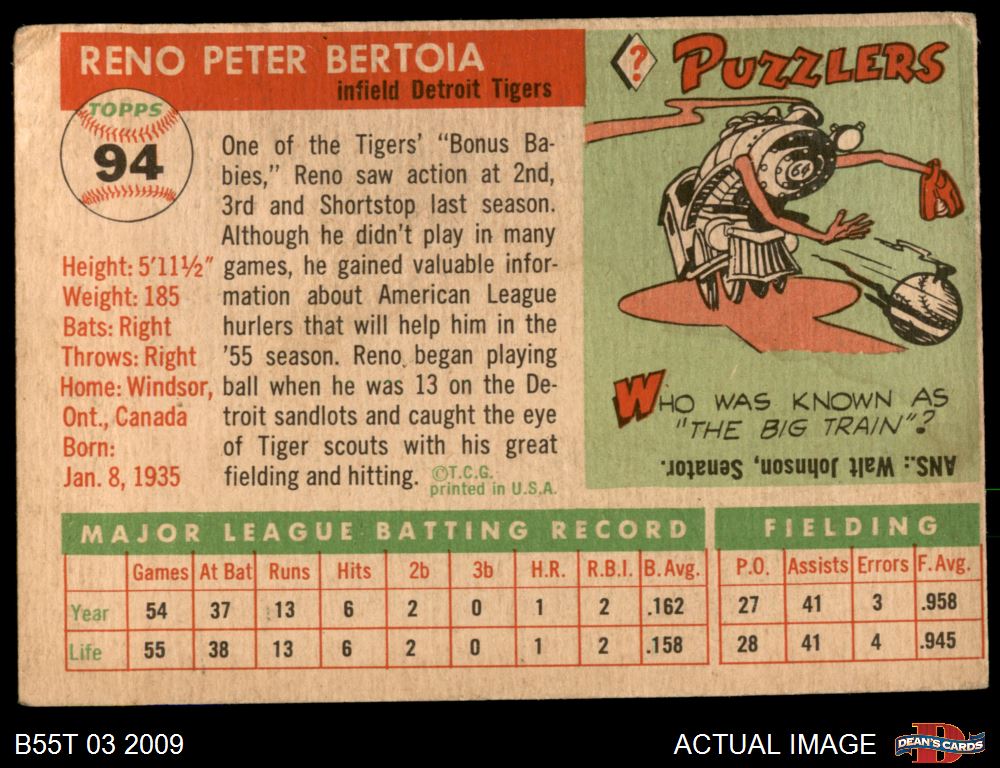 RENO PETER BERTOIA
infield Detroit Tigers
TOPPS
94
Height: 5'11½"
Weight: 185
Bats: Right
Throws: Right
Home: Windsor,
Ont., Canada
Born:
Jan. 8, 1935
One of the Tigers' "Bonus Ba-
bies," Reno saw action at 2nd,
3rd and Shortstop last season.
Although he didn't play in many
games, he gained valuable infor-
mation about American League
hurlers that will help him in the
'55 season. Reno began playing
ball when he was 13 on the De-
troit sandlots and caught the eye
of Tiger scouts with his great
fielding and hitting.
©T.C.G.
printed in U.S.A.
? PUZZLERS
64
WHO WAS KNOWN AS
"THE BIG TRAIN"?
ANS.: Walt Johnson, Senator.
MAJOR LEAGUE BATTING RECORD FIELDING
Games At Bat Runs Hits 2b 3b H.R. R.B.I. B. Avg. P.O. Assists Errors F. Avg.
Year 54 37 13 6 2 0 1 2 .162 27 41 3 .958
Life 55 38 13 6 2 0 1 2 .158 28 41 4 .945
B55T 03 2009
ACTUAL IMAGE
D
DEAN'S CARDS